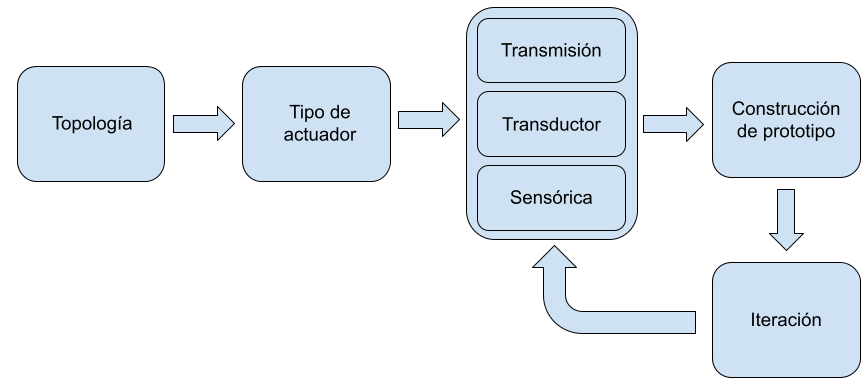 Topología
Tipo de
actuador
Transmisión
Transductor
Sensórica
Construcción
de prototipo
Iteración